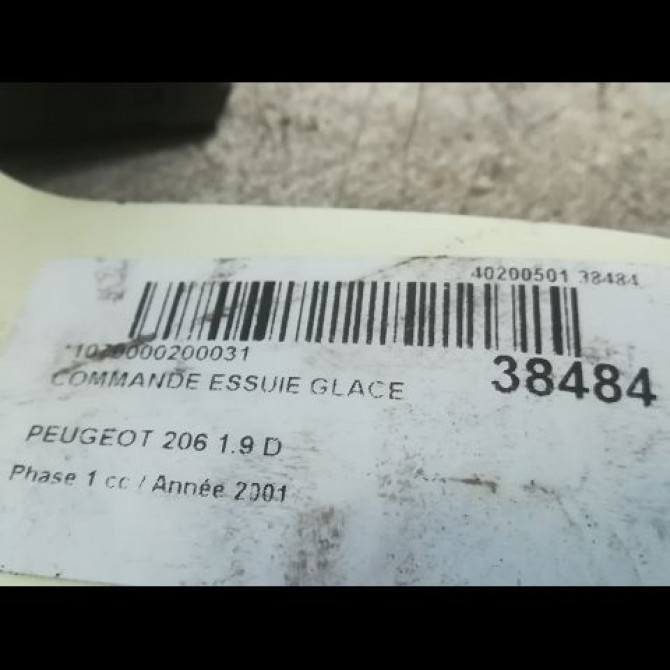 40200501 38484
*1070000200031
38484
COMMANDE ESSUIE GLACE
PEUGEOT 206 1.9 D
Phase 1 cc / Année 2001